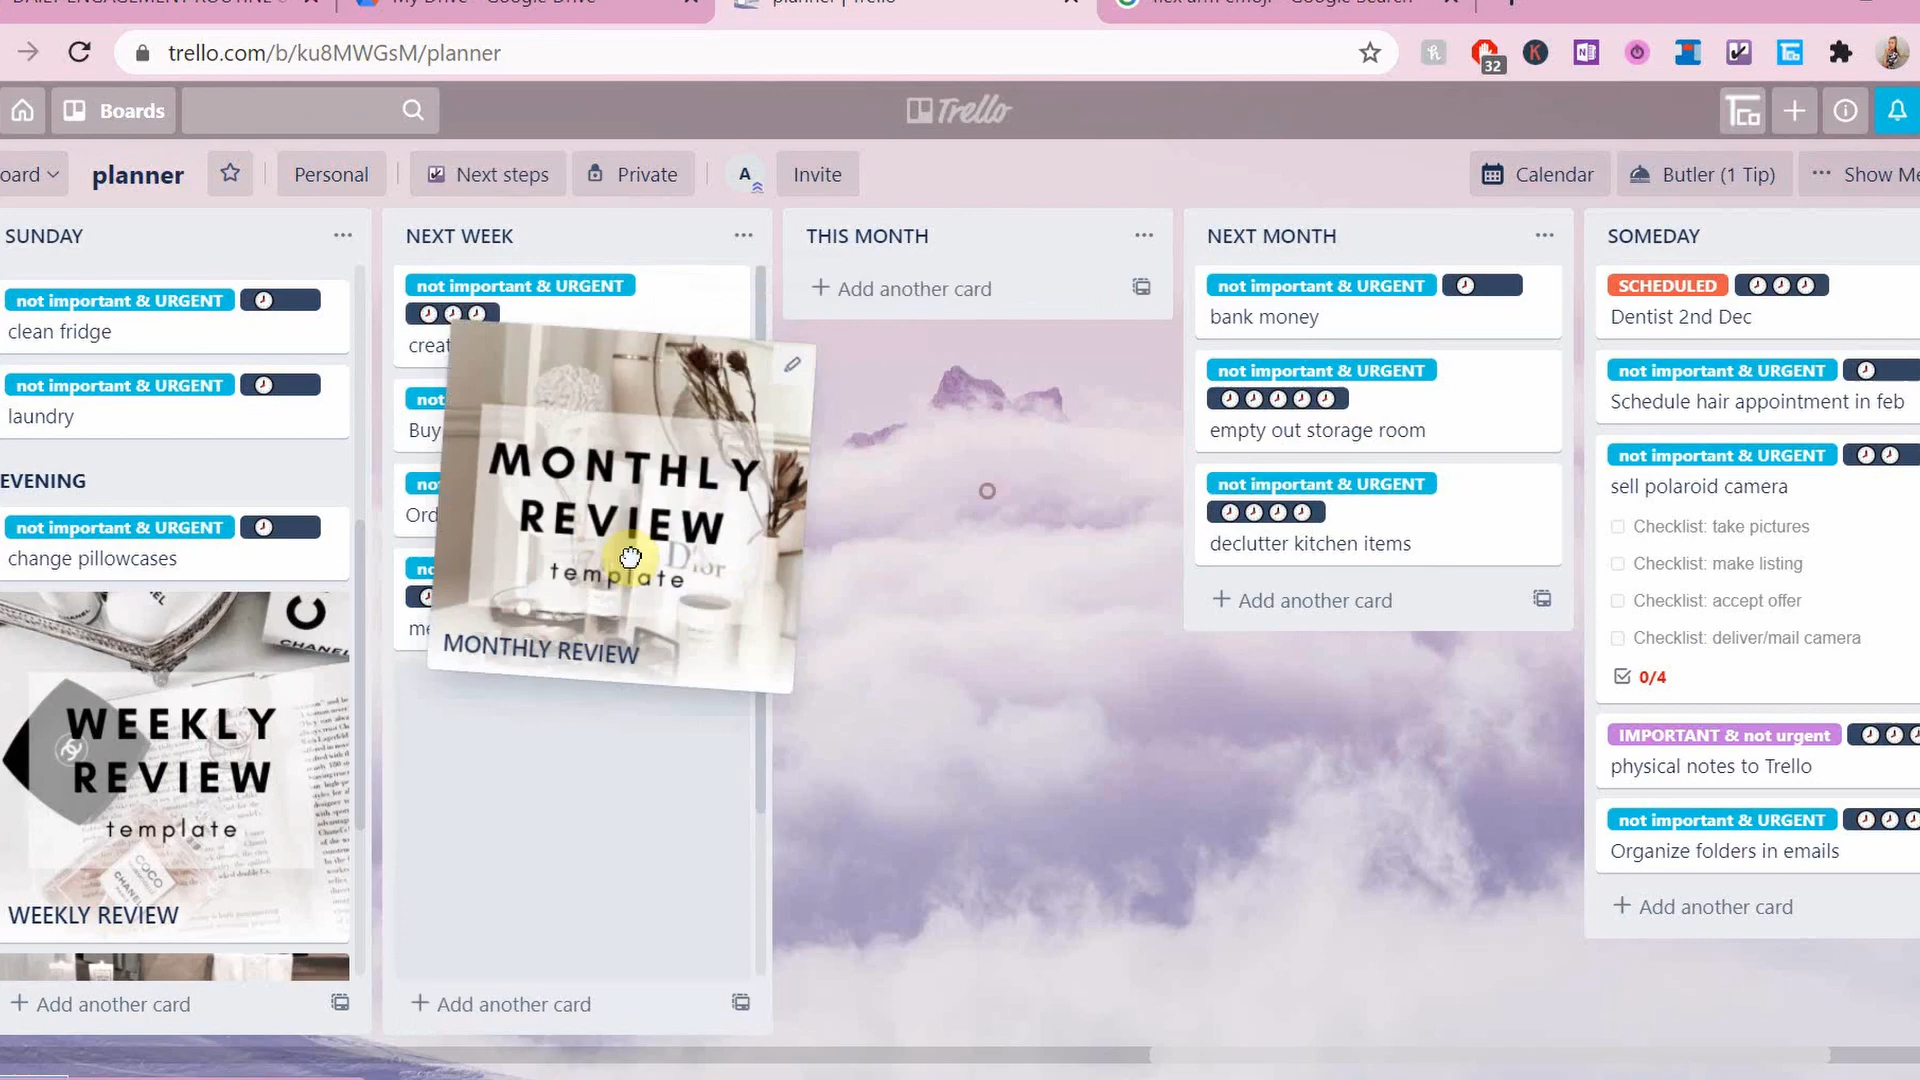 planner | Trello
trello.com/b/ku8MWGsM/planner
32
Boards
Trello
planner
Personal
Next steps
Private
A
Invite
Calendar
Butler (1 Tip)
Show Me
SUNDAY
not important & URGENT
clean fridge
not important & URGENT
laundry
EVENING
not important & URGENT
change pillowcases
CHANEL
WEEKLY
REVIEW
template
COCO
CHANEL
WEEKLY REVIEW
Add another card
NEXT WEEK
not important & URGENT
Buy
MONTHLY
REVIEW
template
Dior
MONTHLY REVIEW
Add another card
THIS MONTH
Add another card
NEXT MONTH
not important & URGENT
bank money
not important & URGENT
empty out storage room
not important & URGENT
declutter kitchen items
Add another card
SOMEDAY
SCHEDULED
Dentist 2nd Dec
not important & URGENT
Schedule hair appointment in feb
not important & URGENT
sell polaroid camera
Checklist: take pictures
Checklist: make listing
Checklist: accept offer
Checklist: deliver/mail camera
0/4
IMPORTANT & not urgent
physical notes to Trello
not important & URGENT
Organize folders in emails
Add another card